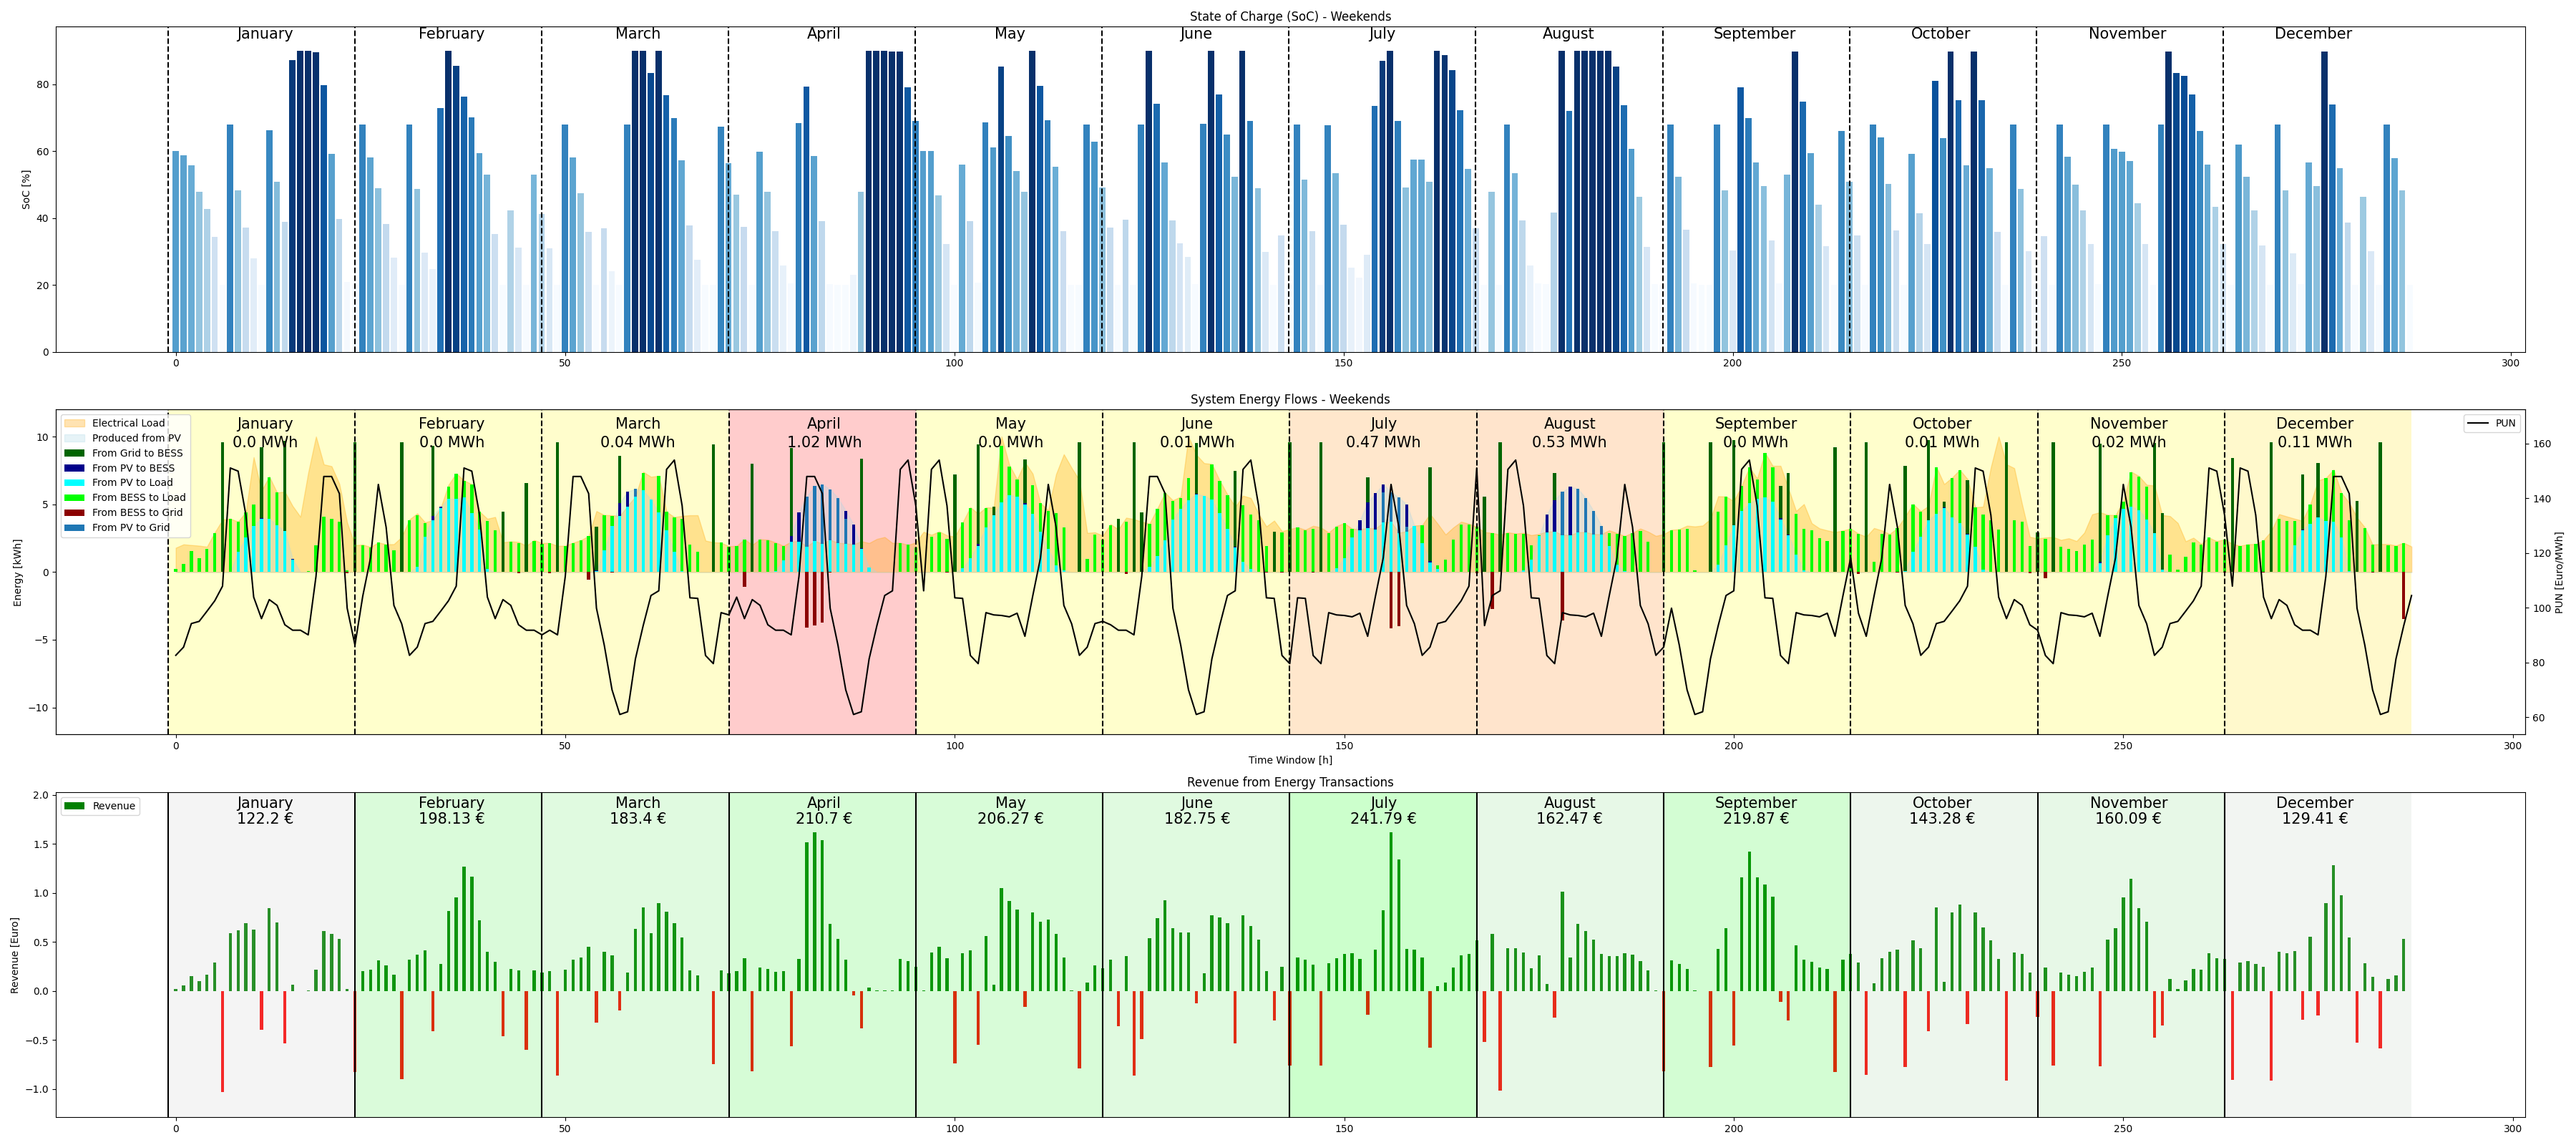 State of Charge (SoC) - Weekends
January February March April May June July August September October November December
SoC [%]
80
60
40
20
0
0 50 100 150 200 250 300
System Energy Flows - Weekends
January February March April May June July August September October November December
0.0 MWh 0.0 MWh 0.04 MWh 1.02 MWh 0.0 MWh 0.01 MWh 0.47 MWh 0.53 MWh 0.0 MWh 0.01 MWh 0.02 MWh 0.11 MWh
Electrical Load
Produced from PV
From Grid to BESS
From PV to BESS
From PV to Load
From BESS to Load
From BESS to Grid
From PV to Grid
PUN
Energy [kWh]
10
5
0
−5
−10
PUN [Euro/MWh]
160
140
120
100
80
60
0 50 100 150 200 250 300
Time Window [h]
Revenue from Energy Transactions
Revenue
January February March April May June July August September October November December
122.2 € 198.13 € 183.4 € 210.7 € 206.27 € 182.75 € 241.79 € 162.47 € 219.87 € 143.28 € 160.09 € 129.41 €
Revenue [Euro]
2.0
1.5
1.0
0.5
0.0
−0.5
−1.0
0 50 100 150 200 250 300